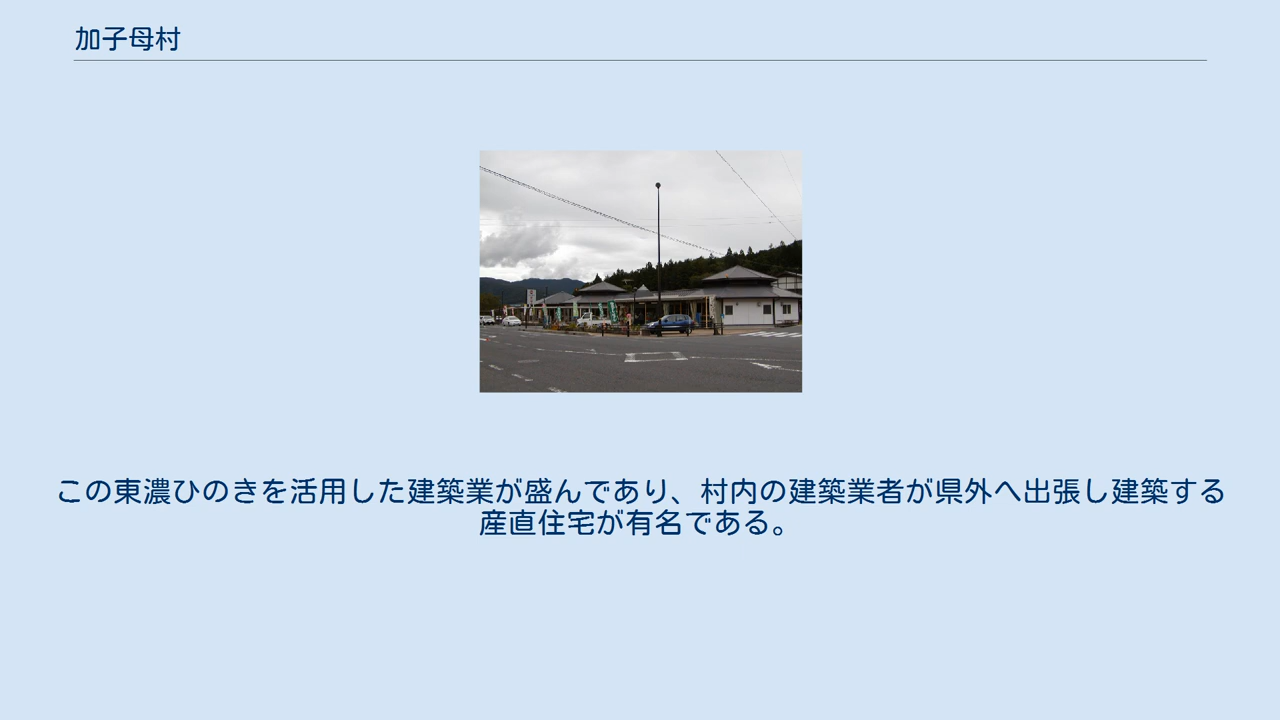 加子母村
この東濃ひのきを活用した建築業が盛んであり、村内の建築業者が県外へ出張し建築する
産直住宅が有名である。